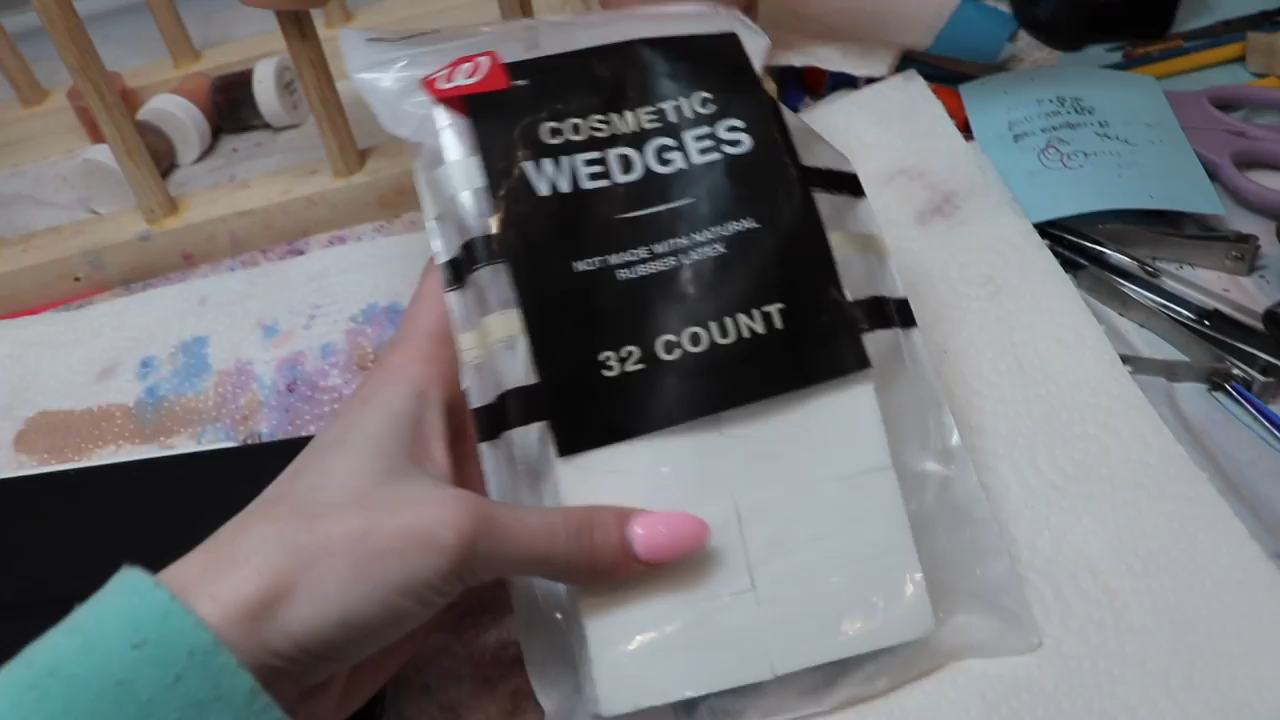 W
COSMETIC
WEDGES
NOT MADE WITH NATURAL
RUBBER LATEX
32 COUNT